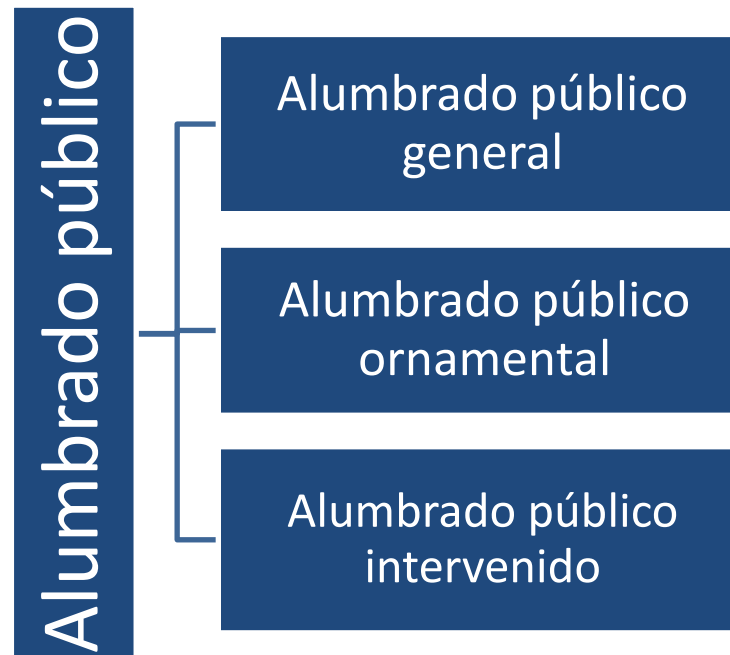 Alumbrado público
Alumbrado público
general
Alumbrado público
ornamental
Alumbrado público
intervenido